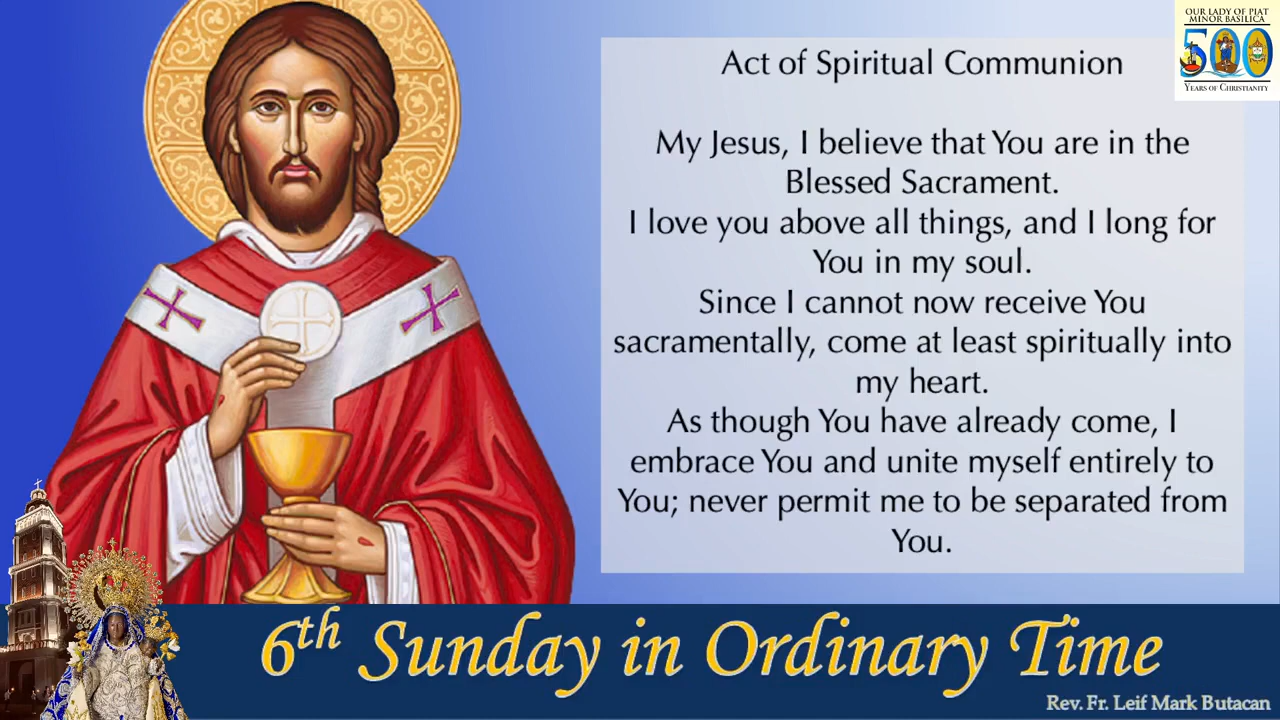 OUR LADY OF PIAT
MINOR BASILICA
500
YEARS OF CHRISTIANITY
Act of Spiritual Communion
My Jesus, I believe that You are in the
Blessed Sacrament.
I love you above all things, and I long for
You in my soul.
Since I cannot now receive You
sacramentally, come at least spiritually into
my heart.
As though You have already come, I
embrace You and unite myself entirely to
You; never permit me to be separated from
You.
6th Sunday in Ordinary Time
Rev. Fr. Leif Mark Butacan